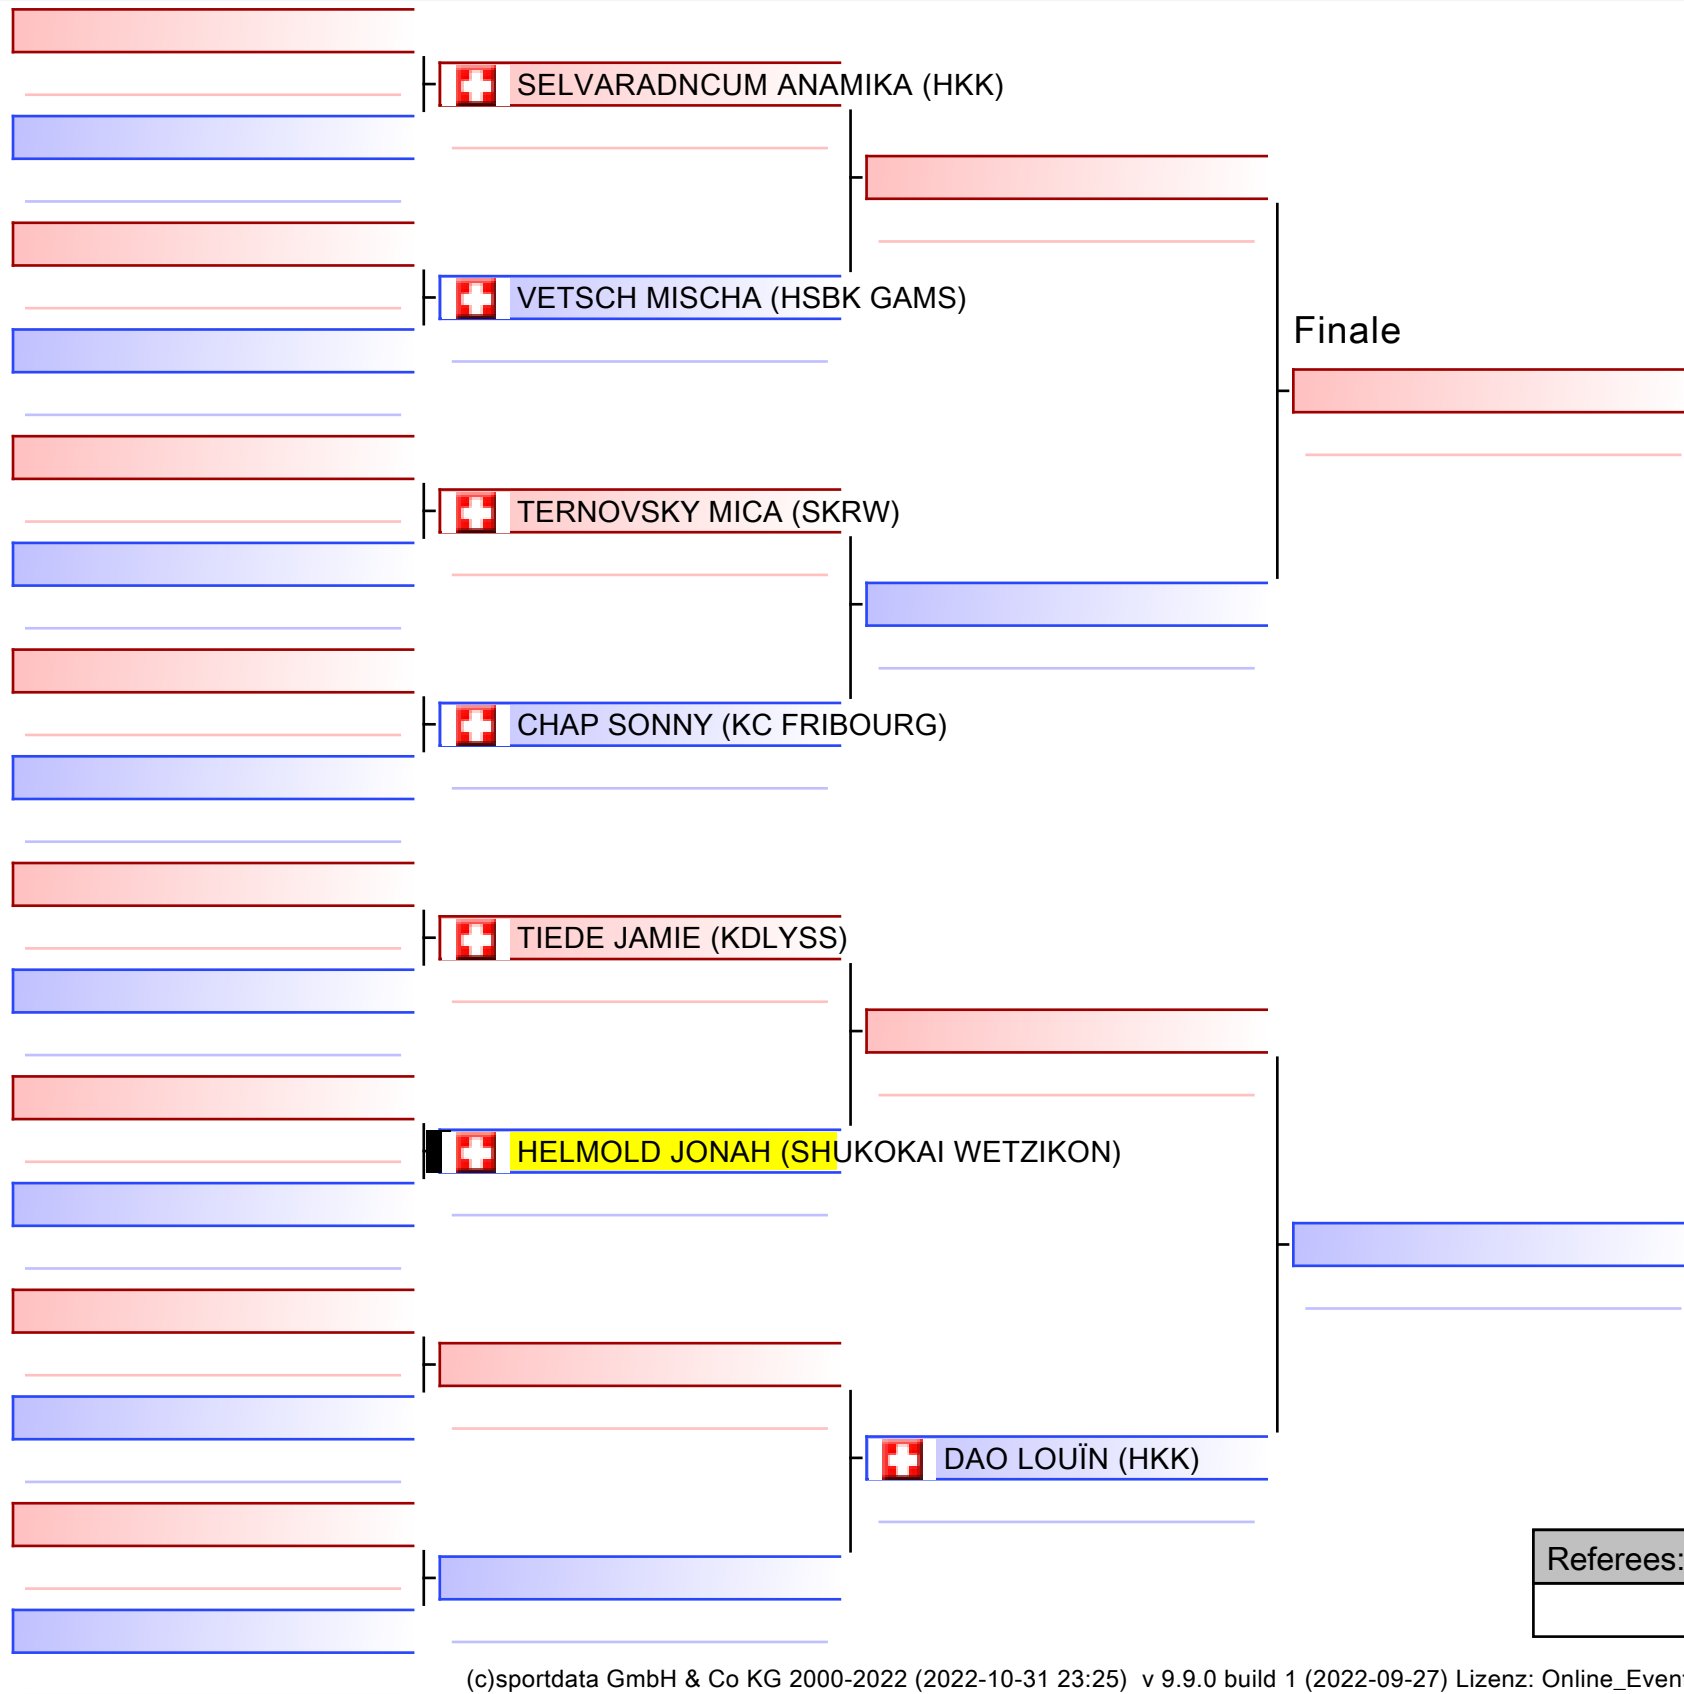 SELVARADNCUM ANAMIKA (HKK)
VETSCH MISCHA (HSBK GAMS)
Finale
TERNOVSKY MICA (SKRW)
CHAP SONNY (KC FRIBOURG)
TIEDE JAMIE (KDLYSS)
HELMOLD JONAH (SHUKOKAI WETZIKON)
DAO LOUÏN (HKK)
Referees:
(c)sportdata GmbH & Co KG 2000-2022 (2022-10-31 23:25) v 9.9.0 build 1 (2022-09-27) Lizenz: Online_Event